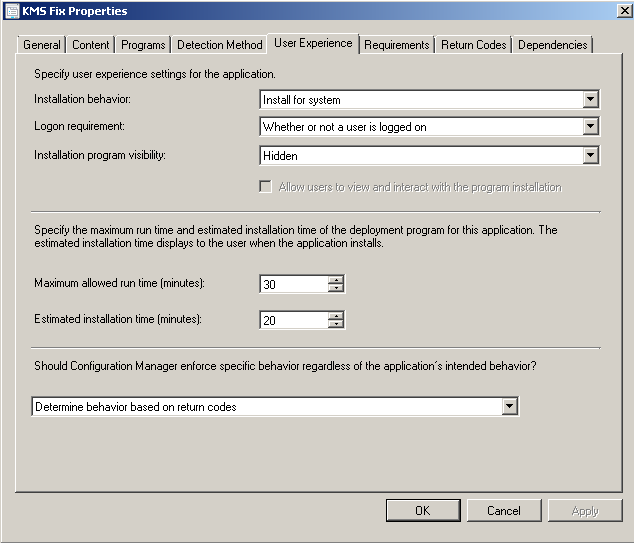 KMS Fix Properties
General
Content
Programs
Detection Method
User Experience
Requirements
Return Codes
Dependencies
Specify user experience settings for the application.
Installation behavior:
Install for system
Logon requirement:
Whether or not a user is logged on
Installation program visibility:
Hidden
Allow users to view and interact with the program installation
Specify the maximum run time and estimated installation time of the deployment program for this application. The
estimated installation time displays to the user when the application installs.
Maximum allowed run time (minutes):
30
Estimated installation time (minutes):
20
Should Configuration Manager enforce specific behavior regardless of the application's intended behavior?
Determine behavior based on return codes
OK
Cancel
Apply